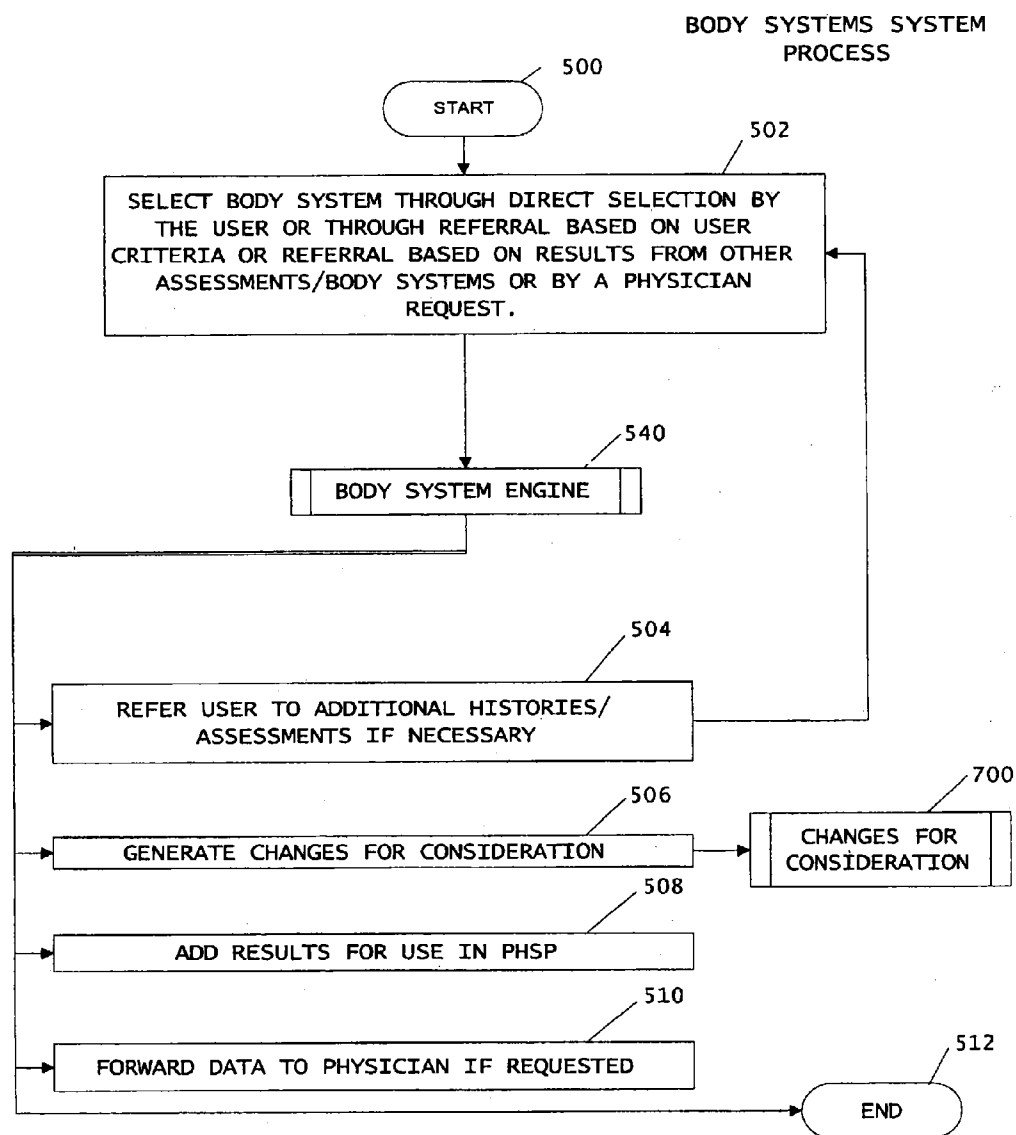 BODY SYSTEMS SYSTEM
PROCESS
500
START
502
SELECT BODY SYSTEM THROUGH DIRECT SELECTION BY
THE USER OR THROUGH REFERRAL BASED ON USER
CRITERIA OR REFERRAL BASED ON RESULTS FROM OTHER
ASSESSMENTS/BODY SYSTEMS OR BY A PHYSICIAN
REQUEST.
540
BODY SYSTEM ENGINE
504
REFER USER TO ADDITIONAL HISTORIES/
ASSESSMENTS IF NECESSARY
506
GENERATE CHANGES FOR CONSIDERATION
700
CHANGES FOR
CONSIDERATION
508
ADD RESULTS FOR USE IN PHSP
510
FORWARD DATA TO PHYSICIAN IF REQUESTED
512
END